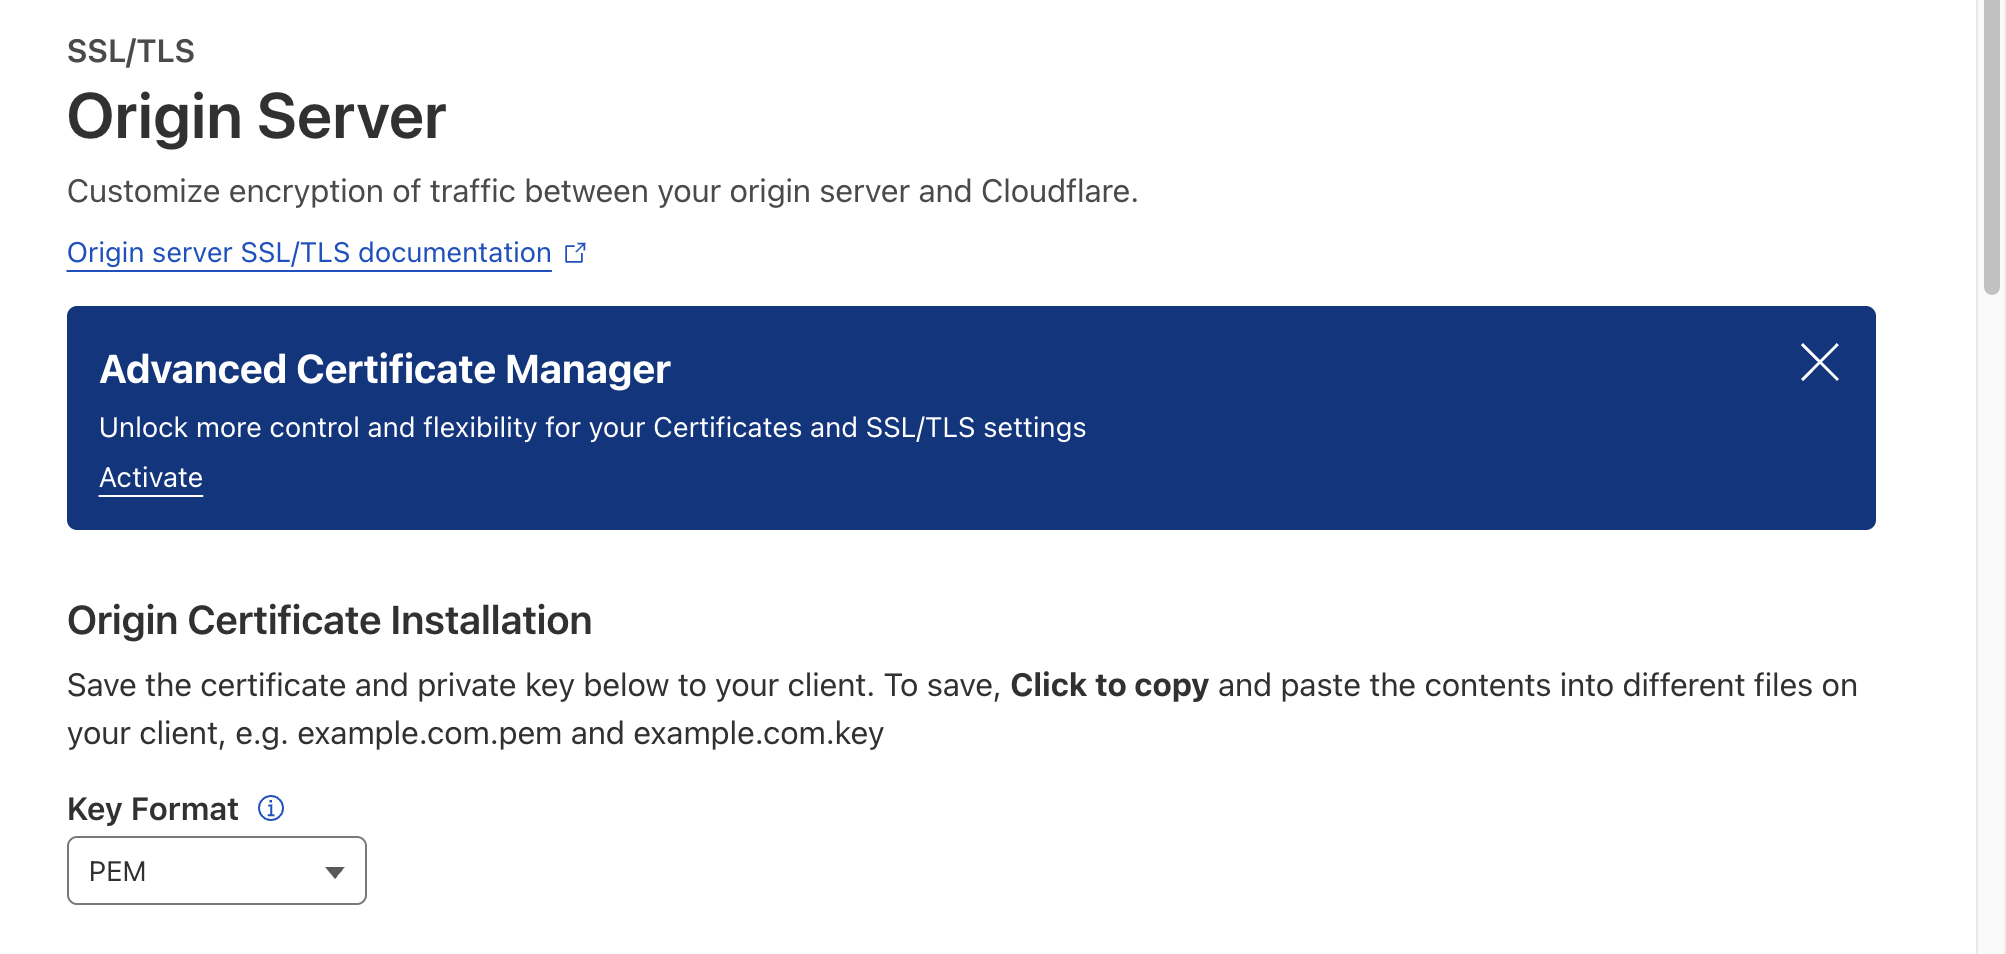 SSL/TLS
Origin Server
Customize encryption of traffic between your origin server and Cloudflare.
Origin server SSL/TLS documentation
Advanced Certificate Manager
Unlock more control and flexibility for your Certificates and SSL/TLS settings
Activate
Origin Certificate Installation
Save the certificate and private key below to your client. To save, Click to copy and paste the contents into different files on
your client, e.g. example.com.pem and example.com.key
Key Format
PEM